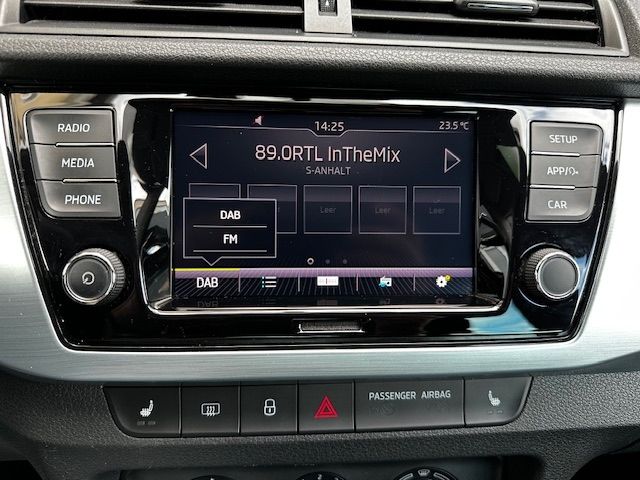 RADIO
MEDIA
PHONE
14:25
23.5°C
89.0RTL InTheMix
S-ANHALT
Leer
Leer
Leer
DAB
FM
DAB
SETUP
APP/
CAR
PASSENGER AIRBAG